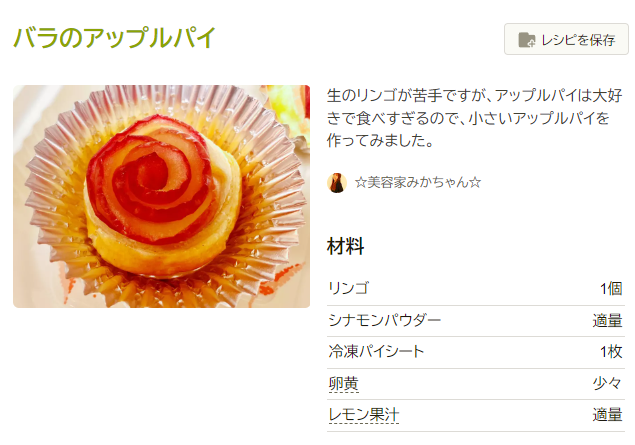 バラのアップルパイ
レシピを保存
生のリンゴが苦手ですが、アップルパイは大好
きで食べすぎるので、小さいアップルパイを
作ってみました。
☆美容家みかちゃん☆
材料
リンゴ 1個
シナモンパウダー 適量
冷凍パイシート 1枚
卵黄 少々
レモン果汁 適量